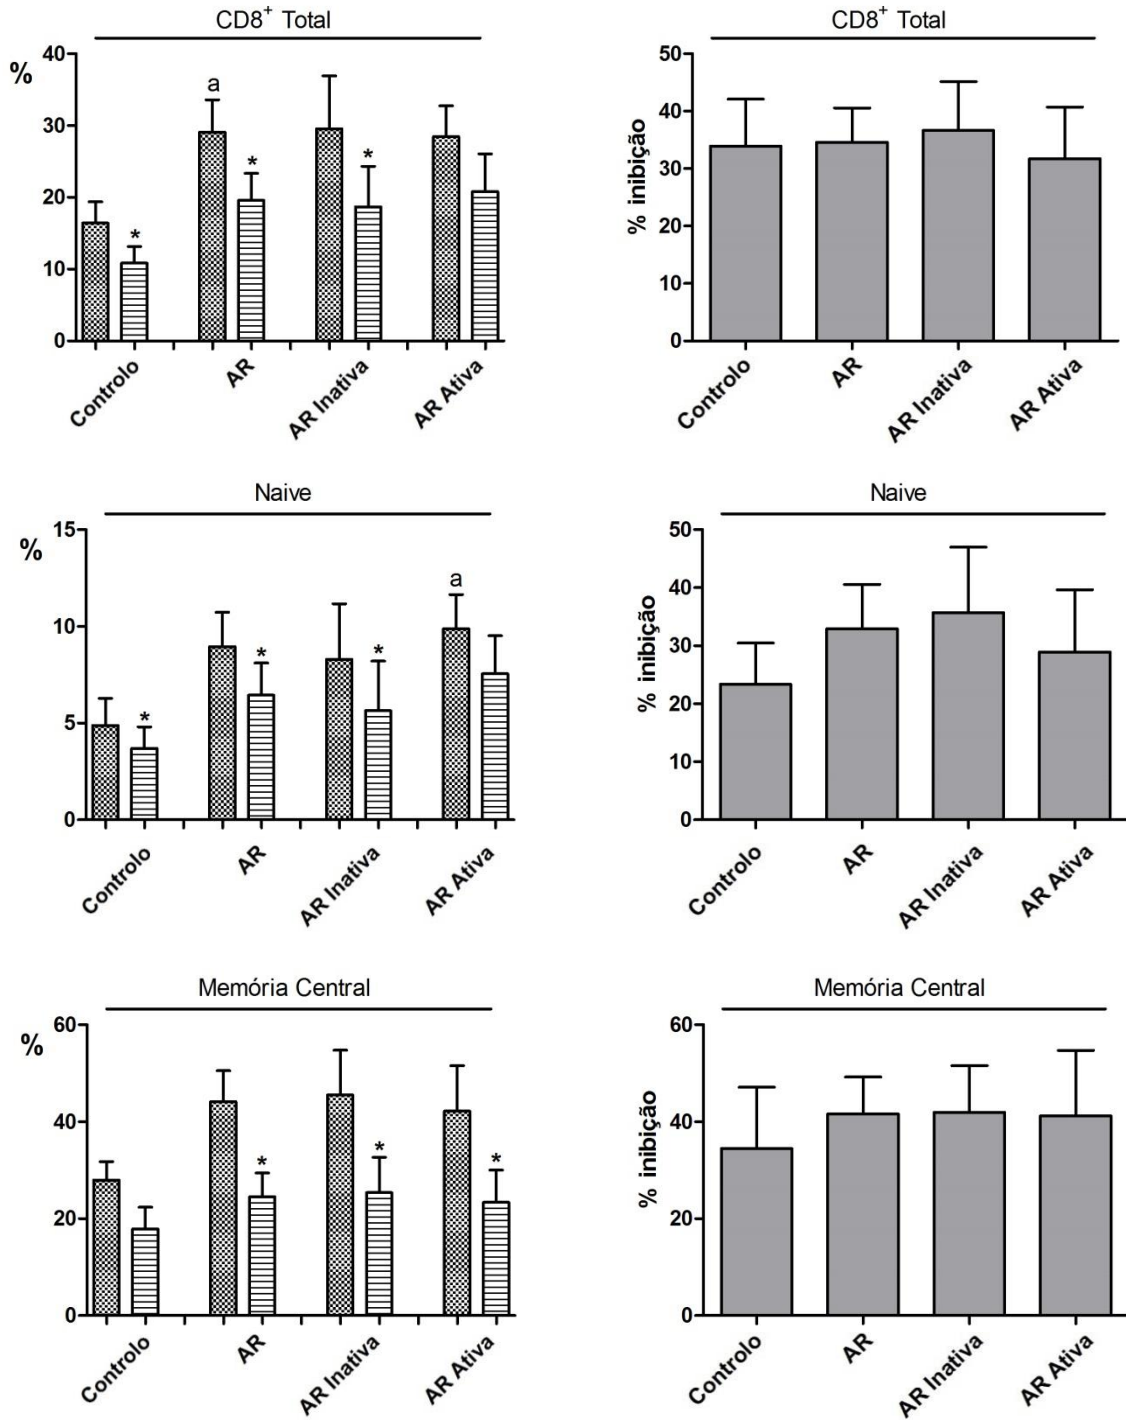 CD8⁺ Total
%
40
30
20
10
0
a
*
*
*
Controlo
AR
AR Inativa
AR Ativa
CD8⁺ Total
% inibição
50
40
30
20
10
0
Controlo
AR
AR Inativa
AR Ativa
Naive
%
15
10
5
0
*
*
*
a
Controlo
AR
AR Inativa
AR Ativa
Naive
% inibição
50
40
30
20
10
0
Controlo
AR
AR Inativa
AR Ativa
Memória Central
%
60
40
20
0
*
*
*
Controlo
AR
AR Inativa
AR Ativa
Memória Central
% inibição
60
40
20
0
Controlo
AR
AR Inativa
AR Ativa